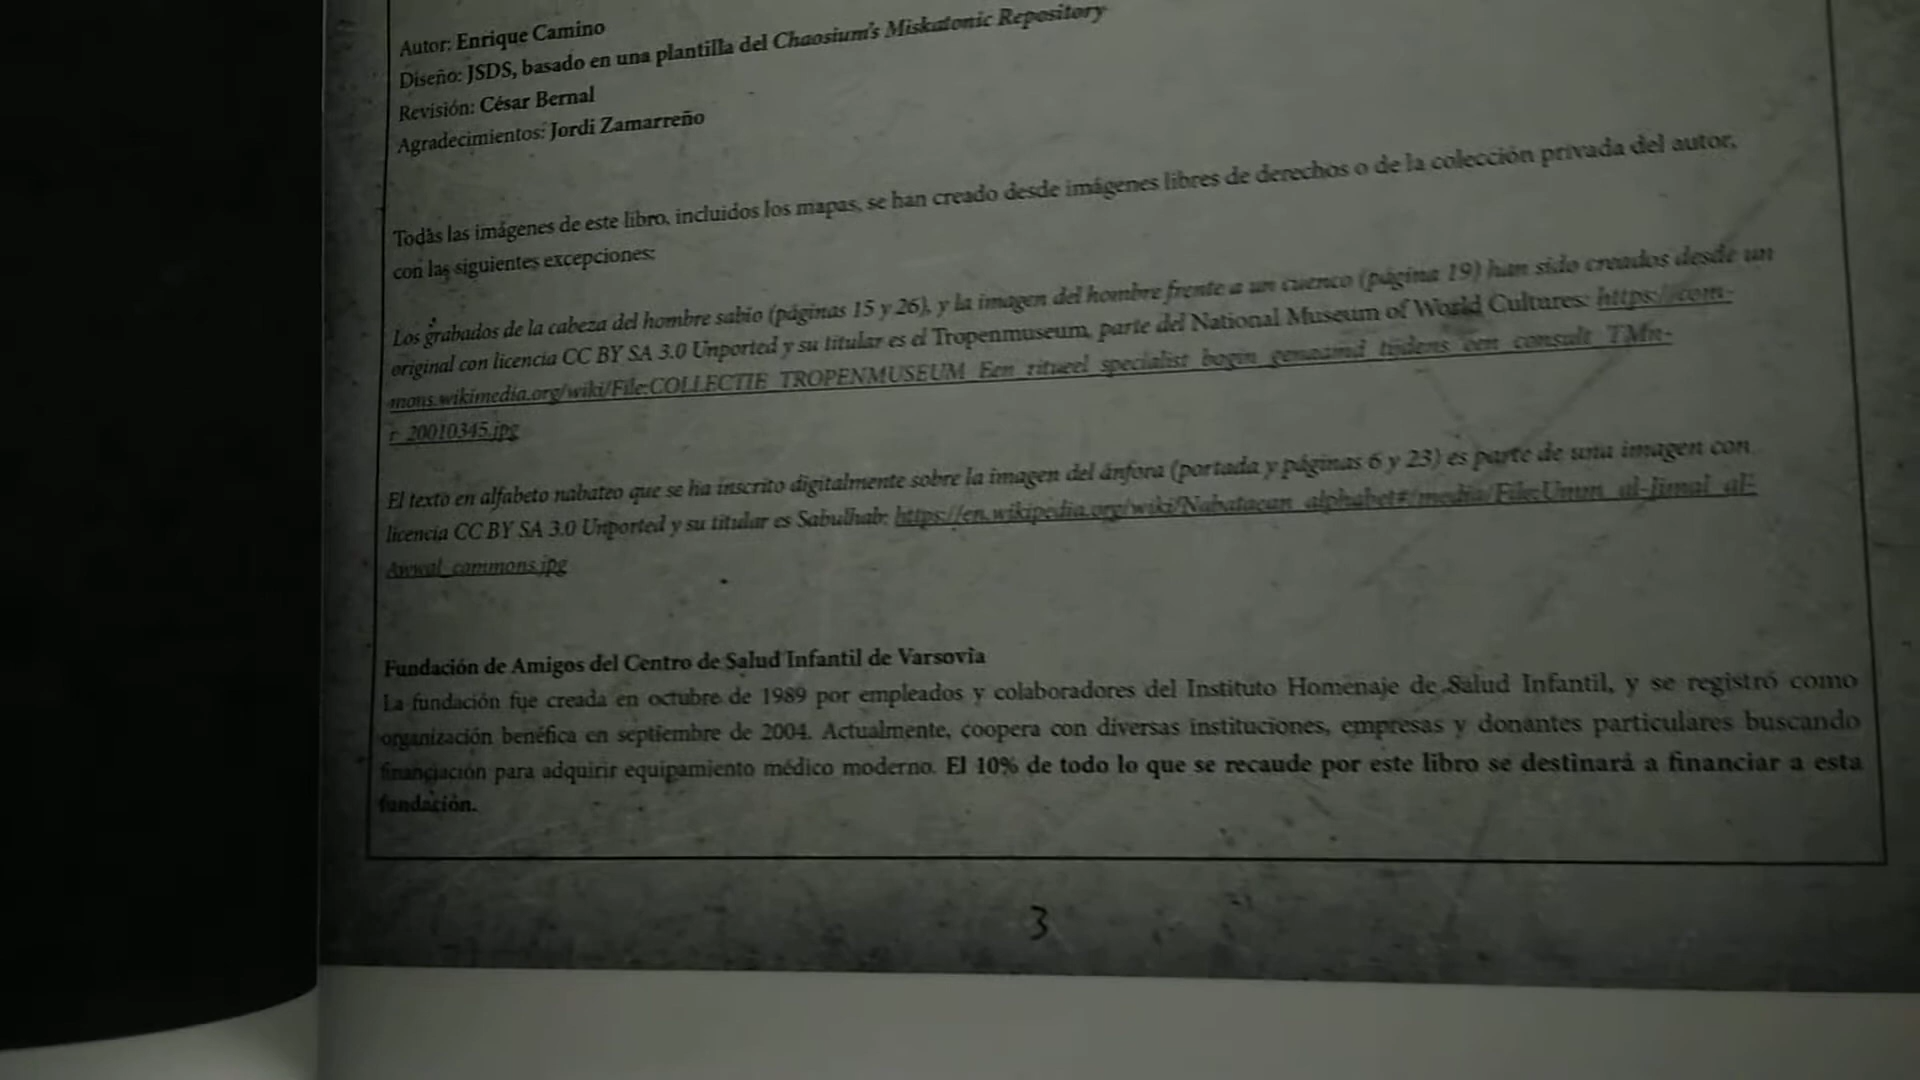 Autor: Enrique Camino
Diseño: JSDS, basado en una plantilla del Chaosium's Miskatonic Repository
Revisión: César Bernal
Agradecimientos: Jordi Zamarreño
Todas las imágenes de este libro, incluidos los mapas, se han creado desde imágenes libres de derechos o de la colección privada del autor,
con las siguientes excepciones:
Los grabados de la cabeza del hombre sabio (páginas 15 y 26), y la imagen del hombre frente a un cuenco (página 19) han sido creados desde un
original con licencia CC BY SA 3.0 Unported y su titular es el Tropenmuseum, parte del National Museum of World Cultures: https://com-
mons.wikimedia.org/wiki/File:COLLECTIE_TROPENMUSEUM_Een_ritueel_specialist_bogin_genaamd_tijdens_een_consult_TMn-
r_20010345.jpg
El texto en alfabeto nabateo que se ha inscrito digitalmente sobre la imagen del ánfora (portada y páginas 6 y 23) es parte de una imagen con
licencia CC BY SA 3.0 Unported y su titular es Sabulhab: https://en.wikipedia.org/wiki/Nabataean_alphabet#/media/File:Umm_al-Jimal_al-
Awwal_commons.jpg
Fundación de Amigos del Centro de Salud Infantil de Varsovia
La fundación fue creada en octubre de 1989 por empleados y colaboradores del Instituto Homenaje de Salud Infantil, y se registró como
organización benéfica en septiembre de 2004. Actualmente, coopera con diversas instituciones, empresas y donantes particulares buscando
financiación para adquirir equipamiento médico moderno. El 10% de todo lo que se recaude por este libro se destinará a financiar a esta
fundación.
3